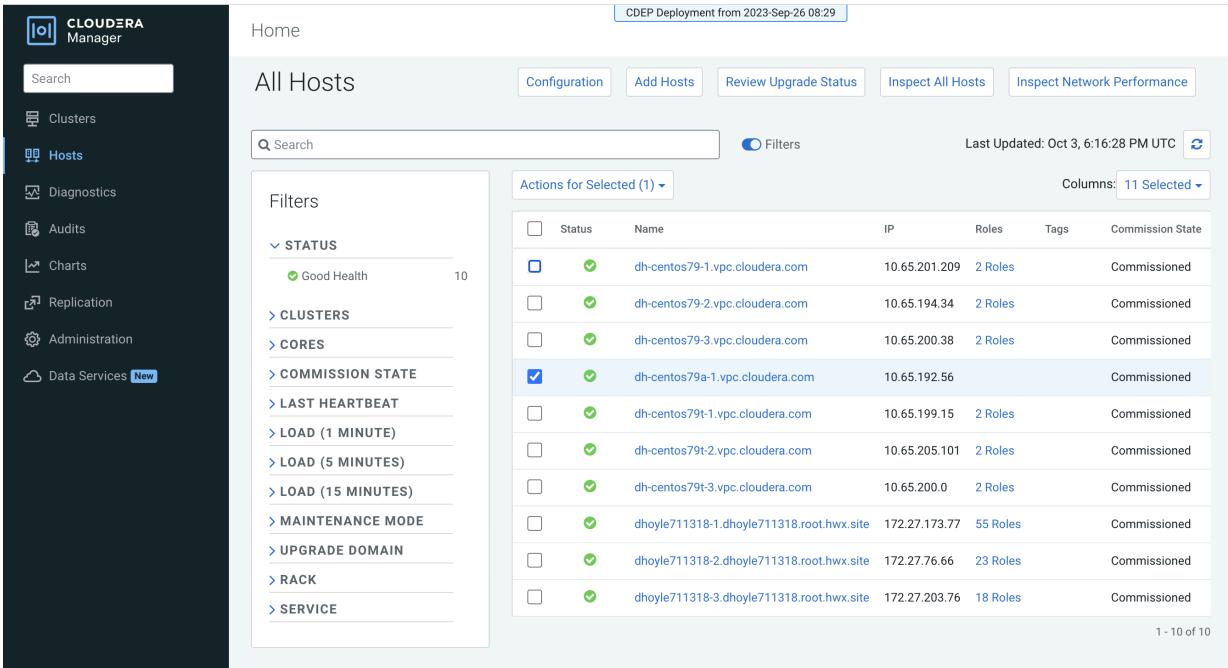 CDEP Deployment from 2023-Sep-26 08:29
CLOUDERA
Manager
Search
Clusters
Hosts
Diagnostics
Audits
Charts
Replication
Administration
Data Services New
Home
All Hosts
Configuration
Add Hosts
Review Upgrade Status
Inspect All Hosts
Inspect Network Performance
Search
Filters
Last Updated: Oct 3, 6:16:28 PM UTC
Filters
STATUS
Good Health 10
CLUSTERS
CORES
COMMISSION STATE
LAST HEARTBEAT
LOAD (1 MINUTE)
LOAD (5 MINUTES)
LOAD (15 MINUTES)
MAINTENANCE MODE
UPGRADE DOMAIN
RACK
SERVICE
Actions for Selected (1)
Columns: 11 Selected
Status Name IP Roles Tags Commission State
dh-centos79-1.vpc.cloudera.com 10.65.201.209 2 Roles Commissioned
dh-centos79-2.vpc.cloudera.com 10.65.194.34 2 Roles Commissioned
dh-centos79-3.vpc.cloudera.com 10.65.200.38 2 Roles Commissioned
dh-centos79a-1.vpc.cloudera.com 10.65.192.56 Commissioned
dh-centos79t-1.vpc.cloudera.com 10.65.199.15 2 Roles Commissioned
dh-centos79t-2.vpc.cloudera.com 10.65.205.101 2 Roles Commissioned
dh-centos79t-3.vpc.cloudera.com 10.65.200.0 2 Roles Commissioned
dhoyle711318-1.dhoyle711318.root.hwx.site 172.27.173.77 55 Roles Commissioned
dhoyle711318-2.dhoyle711318.root.hwx.site 172.27.76.66 23 Roles Commissioned
dhoyle711318-3.dhoyle711318.root.hwx.site 172.27.203.76 18 Roles Commissioned
1 - 10 of 10